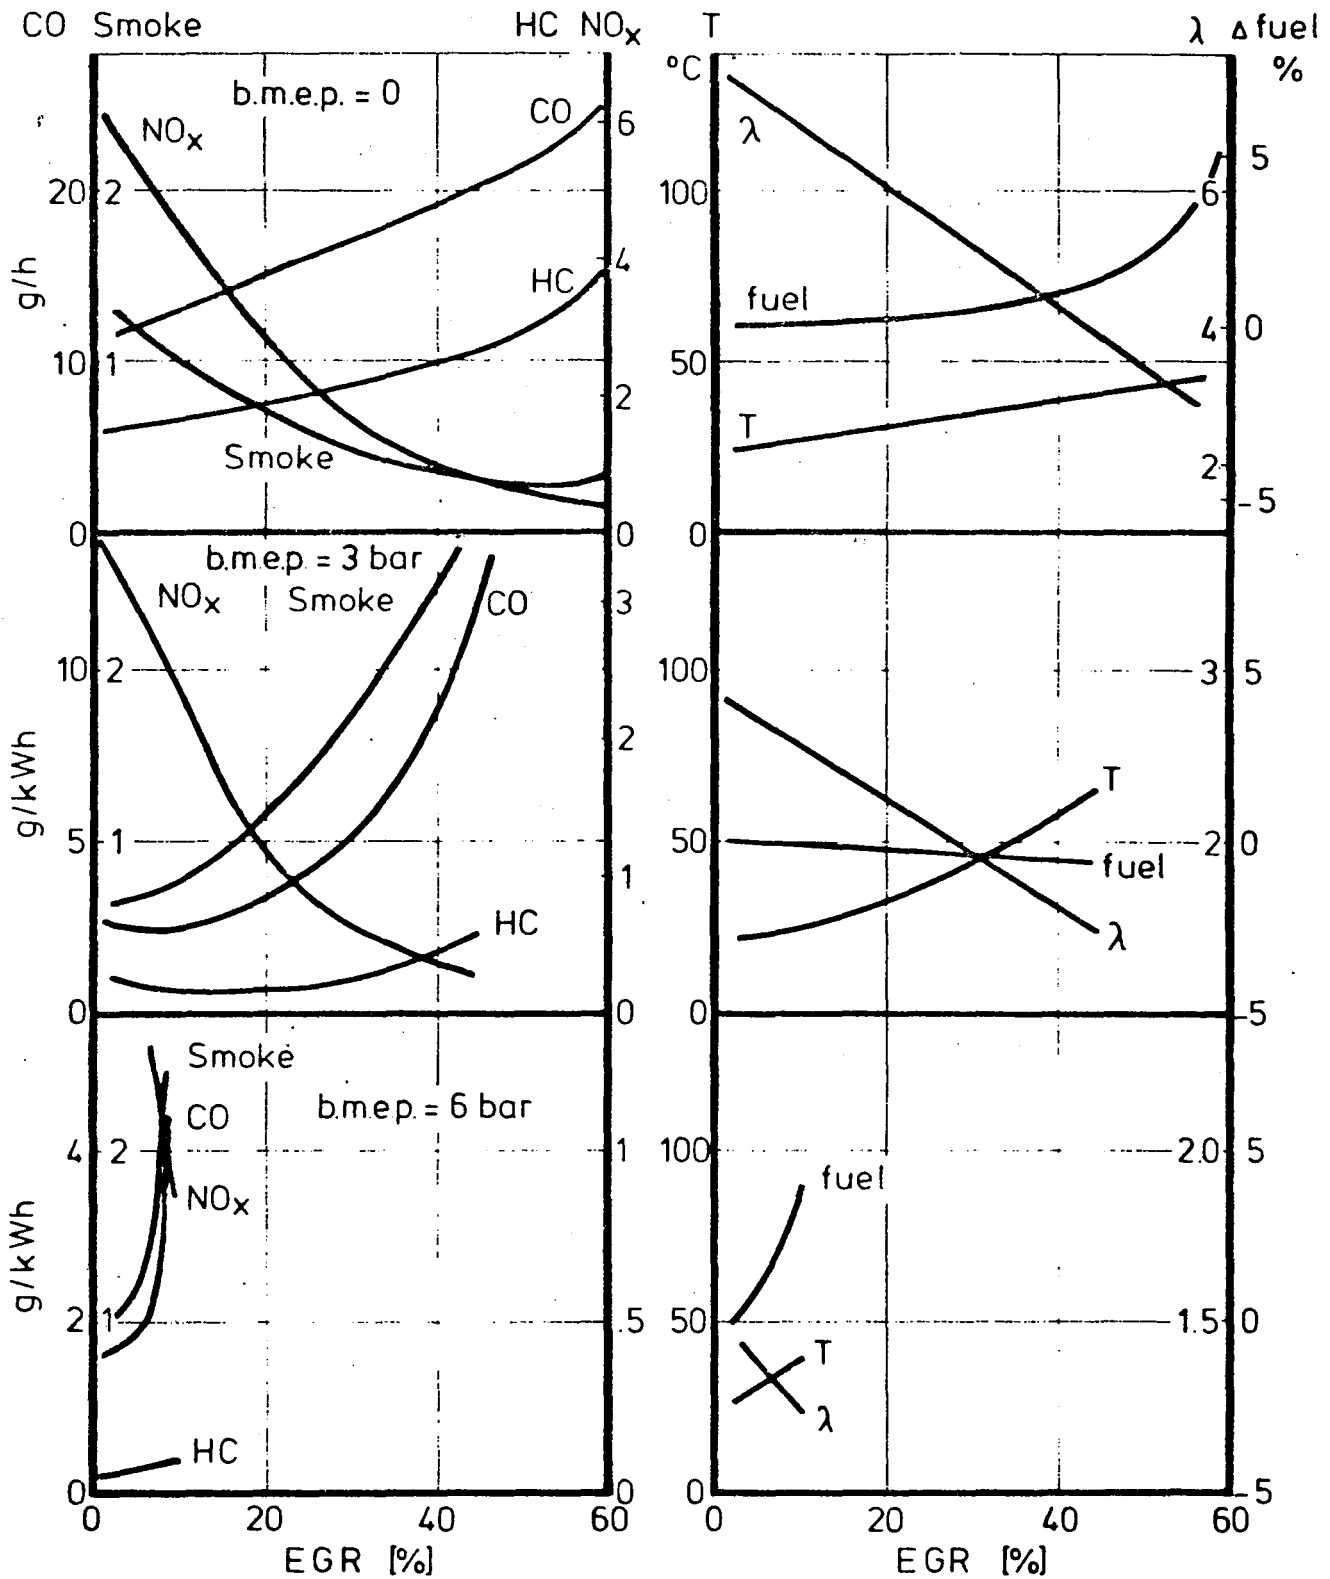 CO Smoke HC NOx T λ Δ fuel
°C %
b.m.e.p. = 0
NOx CO λ
6 5
20 2 100 6
4
HC fuel
g/h
4 0
10 1 50
2
T
Smoke
2
-5
0 0 0
b.m.e.p. = 3 bar
NOx Smoke CO 3
10 2 100 3 5
2
g/kWh
T
5 1 50 2 0
fuel
1
HC
λ
0 0 0 -5
Smoke
b.m.e.p. = 6 bar
CO
4 2 1 100 2.0 5
fuel
NOx
g/kWh
2 1 .5 50 1.5 0
T
λ
HC
0 0 0 -5
0 20 40 60 0 20 40 60
EGR [%] EGR [%]